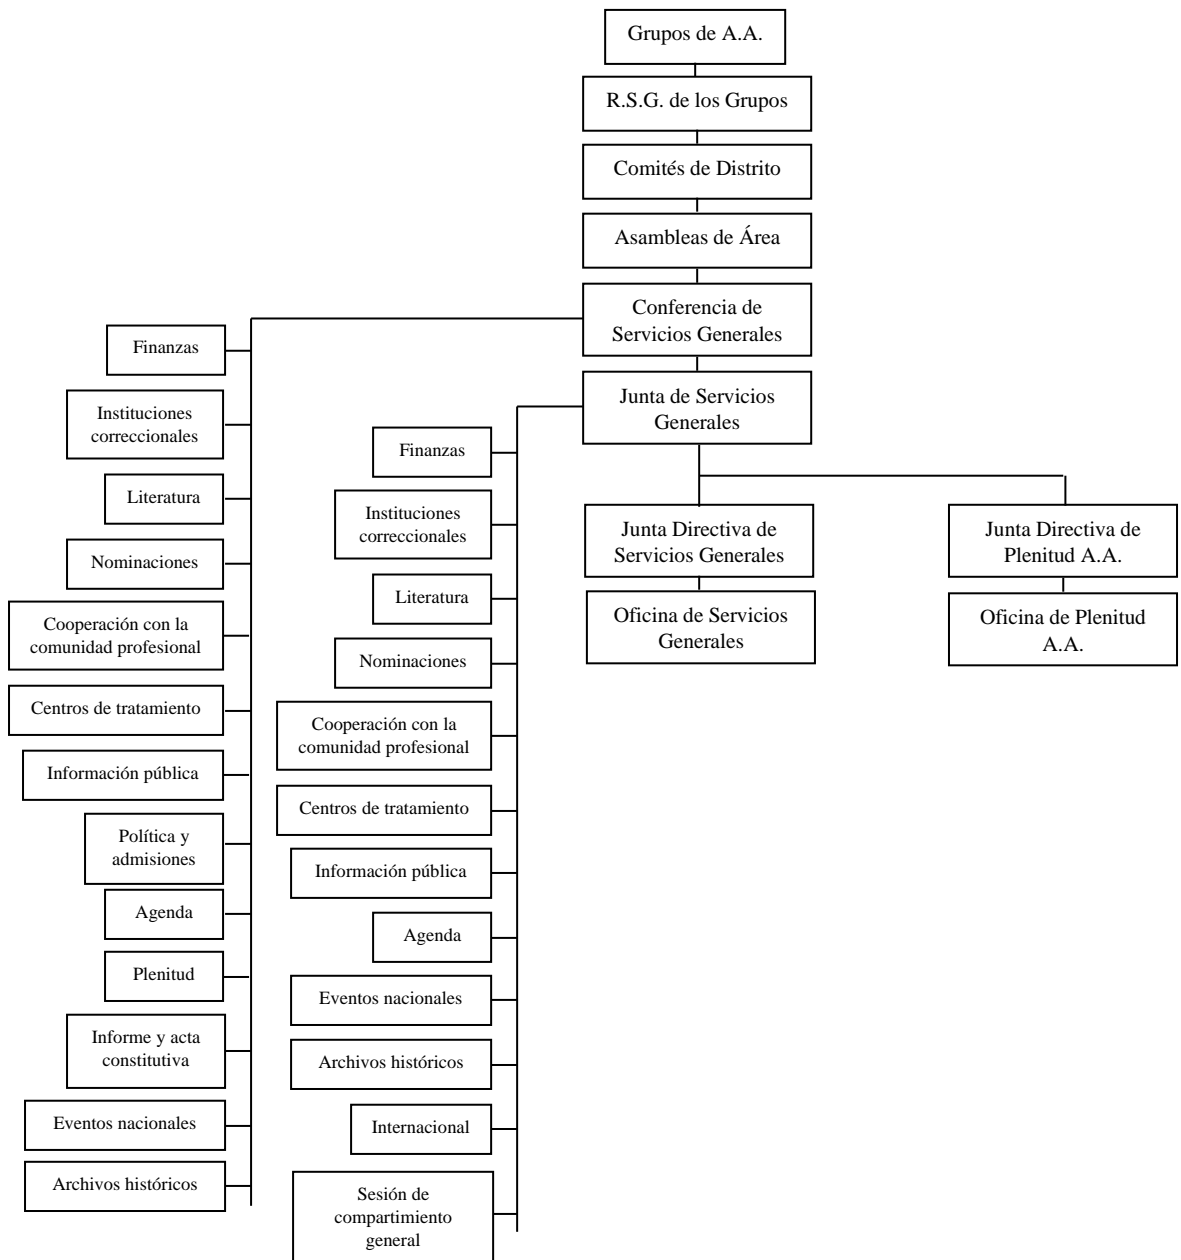 Grupos de A.A.
R.S.G. de los Grupos
Comités de Distrito
Asambleas de Área
Conferencia de
Servicios Generales
Junta de Servicios
Generales
Junta Directiva de
Servicios Generales
Oficina de Servicios
Generales
Junta Directiva de
Plenitud A.A.
Oficina de Plenitud
A.A.
Finanzas
Instituciones
correccionales
Literatura
Nominaciones
Cooperación con la
comunidad profesional
Centros de tratamiento
Información pública
Política y
admisiones
Agenda
Plenitud
Informe y acta
constitutiva
Eventos nacionales
Archivos históricos
Finanzas
Instituciones
correccionales
Literatura
Nominaciones
Cooperación con la
comunidad profesional
Centros de tratamiento
Información pública
Agenda
Eventos nacionales
Archivos históricos
Internacional
Sesión de
compartimiento
general